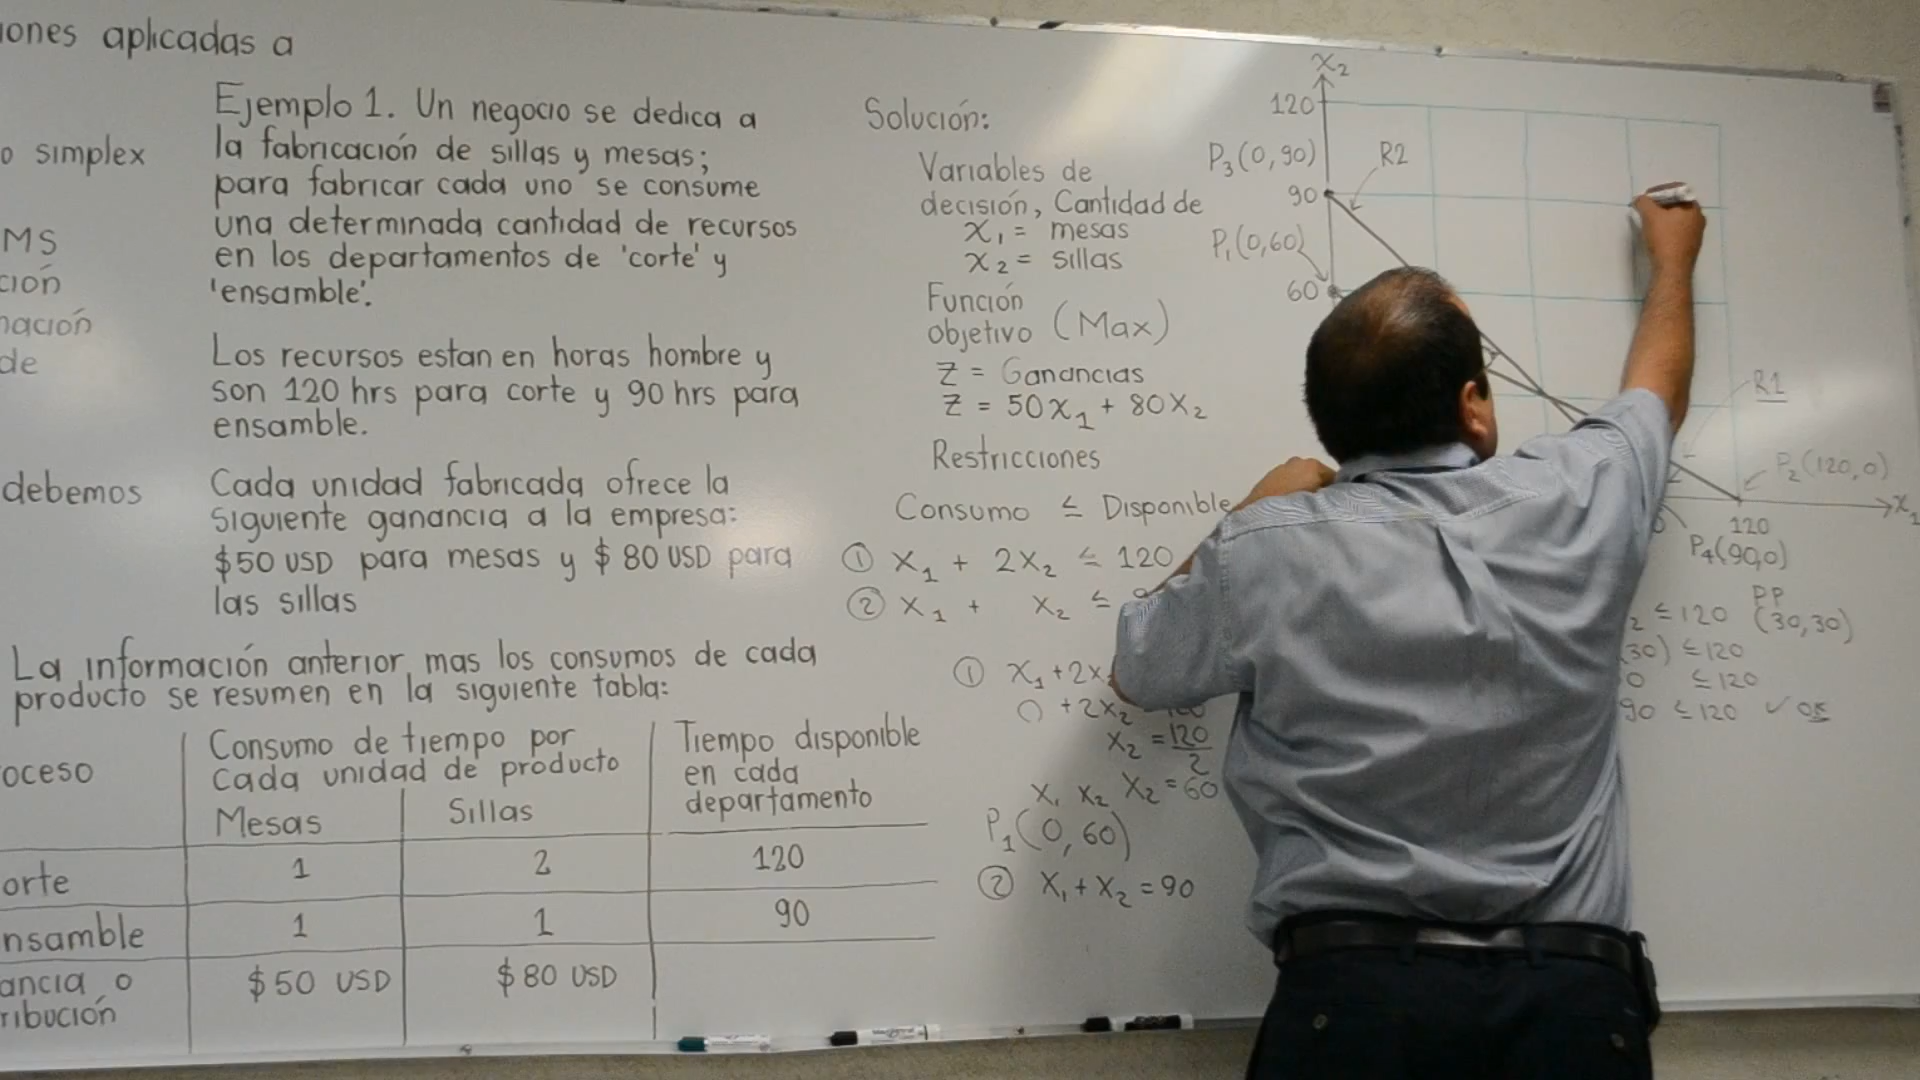 iones aplicadas a
o simplex
MS
ción
mación
de
debemos
Ejemplo 1. Un negocio se dedica a
la fabricación de sillas y mesas;
para fabricar cada uno se consume
una determinada cantidad de recursos
en los departamentos de 'corte' y
'ensamble'.
Los recursos estan en horas hombre y
son 120 hrs para corte y 90 hrs para
ensamble.
Cada unidad fabricada ofrece la
siguiente ganancia a la empresa:
$50 USD para mesas y $80 USD para
las sillas
La información anterior mas los consumos de cada
producto se resumen en la siguiente tabla:
oceso
Consumo de tiempo por
cada unidad de producto
Tiempo disponible
en cada
departamento
Mesas Sillas
orte 1 2 120
nsamble 1 1 90
ancia o
ribución
$50 USD $80 USD
Solución:
Variables de
decisión, Cantidad de
x₁ = mesas
x₂ = sillas
Función
objetivo (Max)
Z = Ganancias
Z = 50x₁ + 80x₂
Restricciones
Consumo ≤ Disponible
① x₁ + 2x₂ ≤ 120
② x₁ + x₂ ≤
① x₁ + 2x₂
0 + 2x₂ 120
x₂ = 120/2
x₁ x₂ x₂ = 60
P₁(0,60)
② x₁ + x₂ = 90
x₂
120
P₃(0,90) R2
90
P₁(0,60)
60
R1
P₂(120,0)
x₁
120
P₄(90,0)
PP
₂ ≤ 120 (30,30)
(30) ≤ 120
0 ≤ 120
90 ≤ 120 ✓ OK